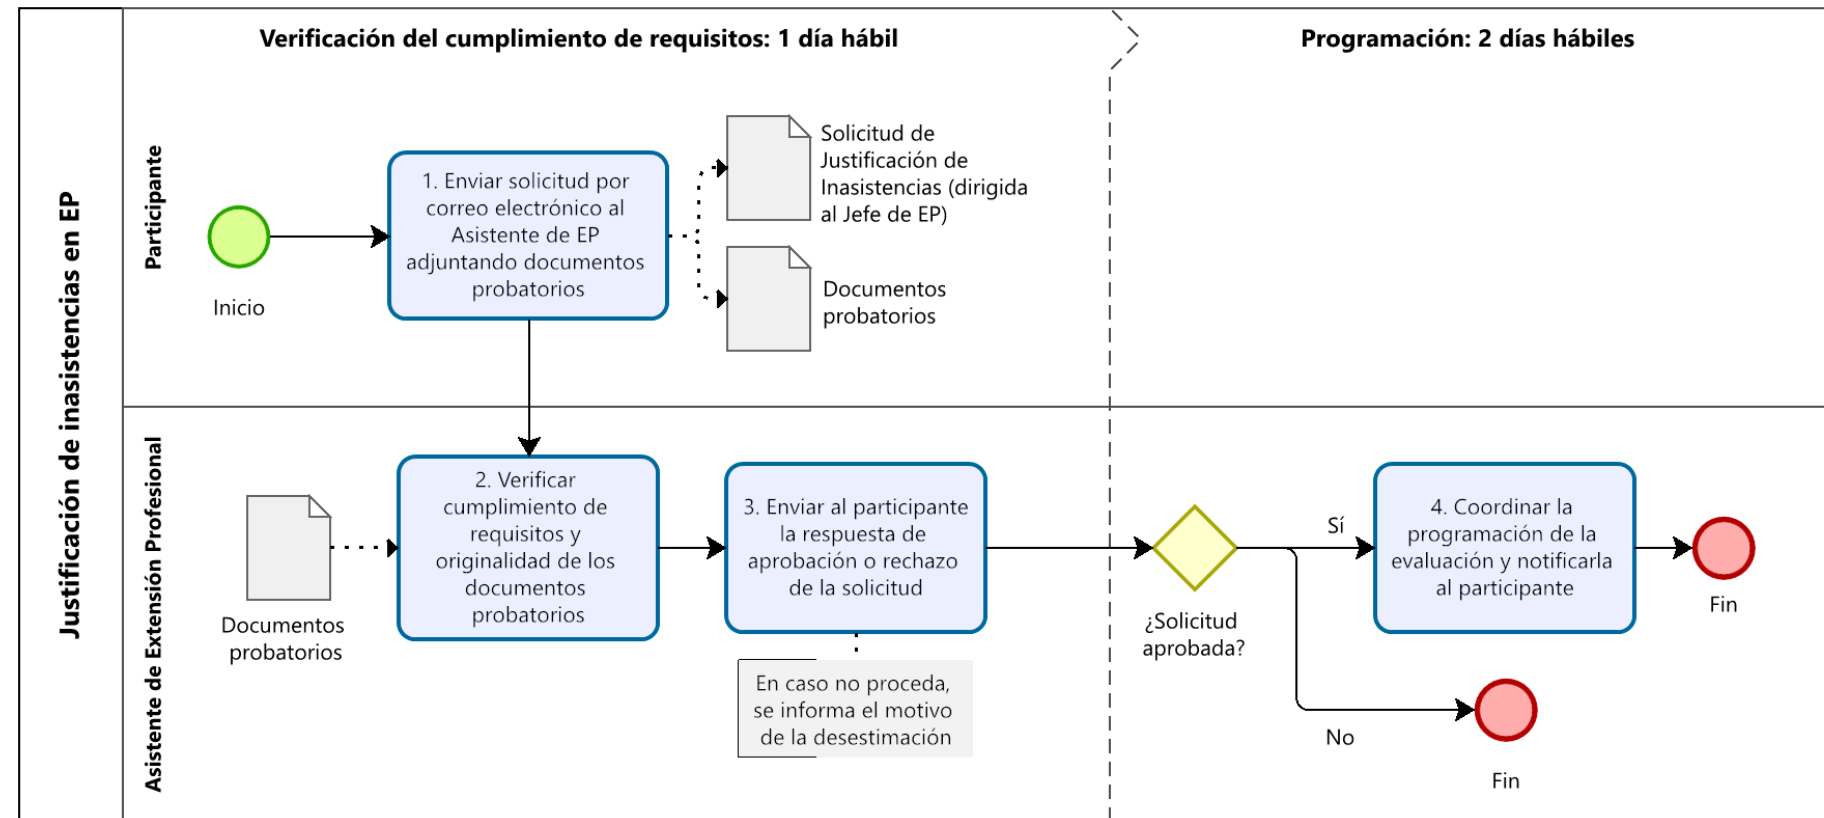 Justificación de inasistencias en EP
Verificación del cumplimiento de requisitos: 1 día hábil
Programación: 2 días hábiles
Participante
Inicio
1. Enviar solicitud por
correo electrónico al
Asistente de EP
adjuntando documentos
probatorios
Solicitud de
Justificación de
Inasistencias (dirigida
al Jefe de EP)
Documentos
probatorios
Asistente de Extensión Profesional
Documentos
probatorios
2. Verificar
cumplimiento de
requisitos y
originalidad de los
documentos
probatorios
3. Enviar al participante
la respuesta de
aprobación o rechazo
de la solicitud
En caso no proceda,
se informa el motivo
de la desestimación
¿Solicitud
aprobada?
Sí
4. Coordinar la
programación de la
evaluación y notificarla
al participante
Fin
No
Fin